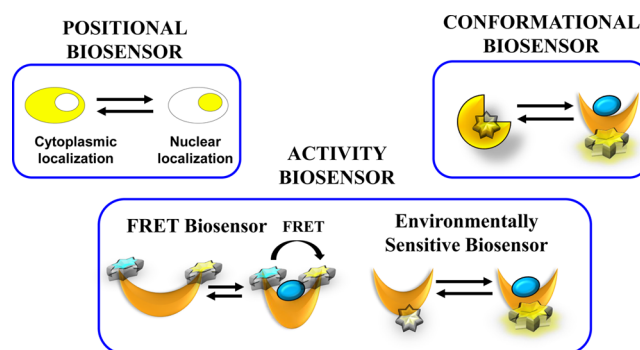 POSITIONAL
BIOSENSOR
Cytoplasmic
localization
Nuclear
localization
CONFORMATIONAL
BIOSENSOR
ACTIVITY
BIOSENSOR
FRET Biosensor
FRET
Environmentally
Sensitive Biosensor